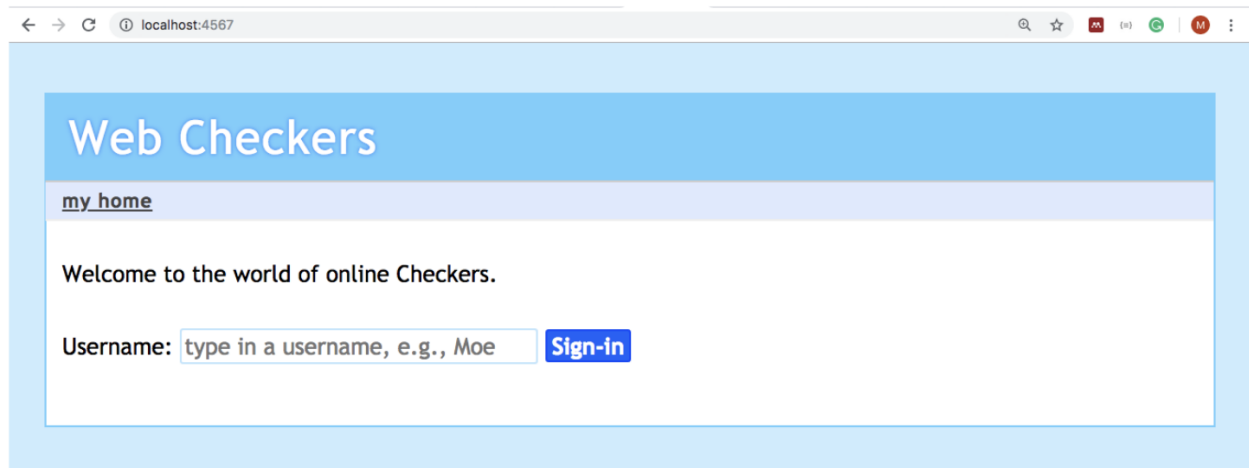 localhost:4567
M
Web Checkers
my home
Welcome to the world of online Checkers.
Username: type in a username, e.g., Moe Sign-in